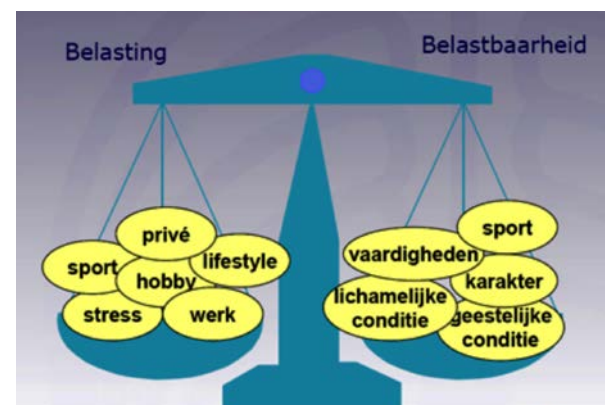 Belasting
Belastbaarheid
privé
sport
lifestyle
hobby
stress
werk
sport
vaardigheden
karakter
lichamelijke
conditie
geestelijke
conditie